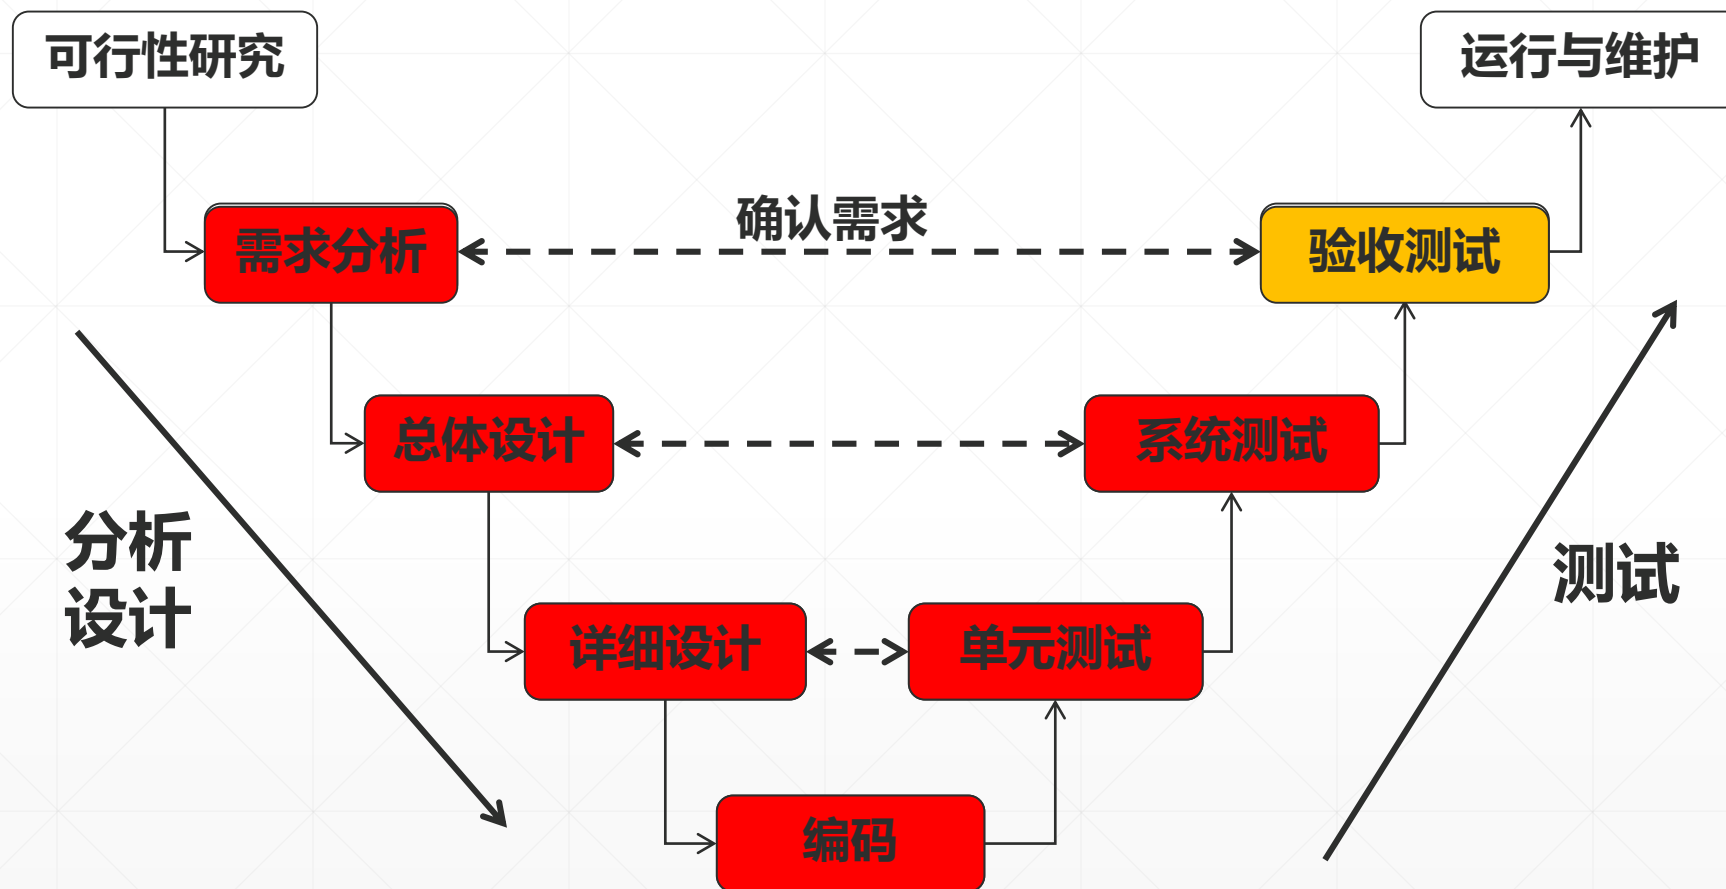 可行性研究
运行与维护
确认需求
需求分析
验收测试
总体设计
系统测试
分析
设计
测试
详细设计
单元测试
编码